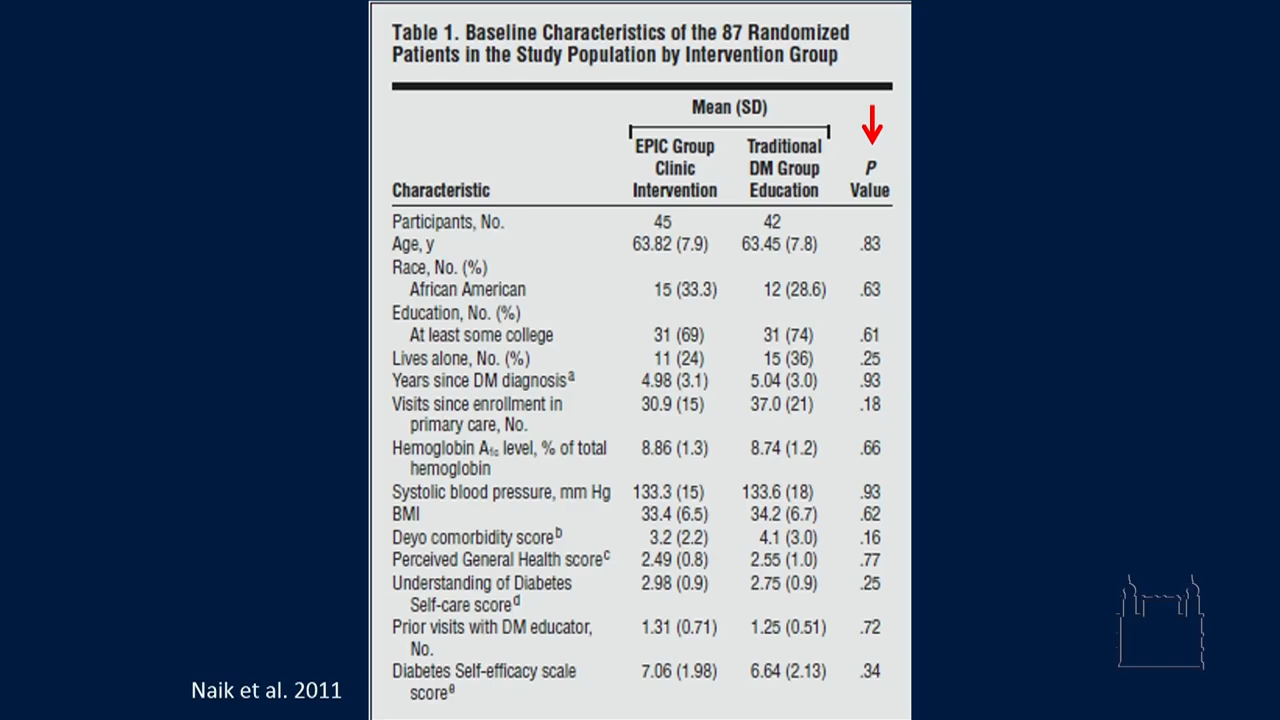 Table 1. Baseline Characteristics of the 87 Randomized
Patients in the Study Population by Intervention Group
Mean (SD)
Characteristic EPIC Group Clinic Intervention Traditional DM Group Education P Value
Participants, No. 45 42
Age, y 63.82 (7.9) 63.45 (7.8) .83
Race, No. (%)
African American 15 (33.3) 12 (28.6) .63
Education, No. (%)
At least some college 31 (69) 31 (74) .61
Lives alone, No. (%) 11 (24) 15 (36) .25
Years since DM diagnosisᵃ 4.98 (3.1) 5.04 (3.0) .93
Visits since enrollment in 30.9 (15) 37.0 (21) .18
primary care, No.
Hemoglobin A1c level, % of total 8.86 (1.3) 8.74 (1.2) .66
hemoglobin
Systolic blood pressure, mm Hg 133.3 (15) 133.6 (18) .93
BMI 33.4 (6.5) 34.2 (6.7) .62
Deyo comorbidity scoreᵇ 3.2 (2.2) 4.1 (3.0) .16
Perceived General Health scoreᶜ 2.49 (0.8) 2.55 (1.0) .77
Understanding of Diabetes 2.98 (0.9) 2.75 (0.9) .25
Self-care scoreᵈ
Prior visits with DM educator, 1.31 (0.71) 1.25 (0.51) .72
No.
Diabetes Self-efficacy scale 7.06 (1.98) 6.64 (2.13) .34
scoreᵉ
Naik et al. 2011